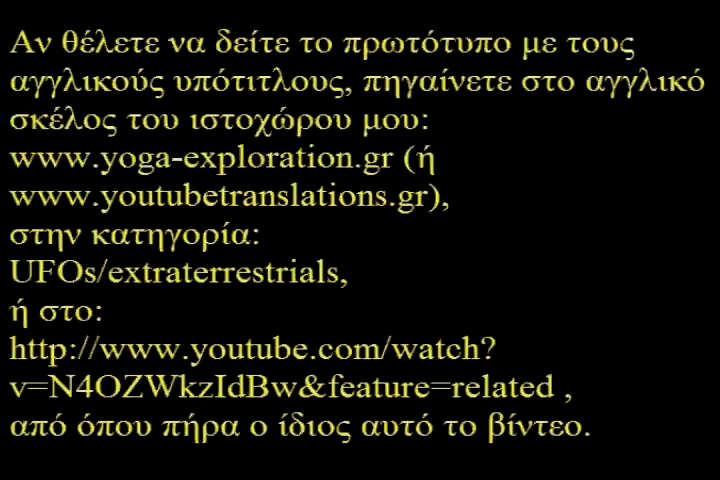 Αν θέλετε να δείτε το πρωτότυπο με τους
αγγλικούς υπότιτλους, πηγαίνετε στο αγγλικό
σκέλος του ιστοχώρου μου:
www.yoga-exploration.gr (ή
www.youtubetranslations.gr),
στην κατηγορία:
UFOs/extraterrestrials,
ή στο:
http://www.youtube.com/watch?
v=N4OZWkzIdBw&feature=related ,
από όπου πήρα ο ίδιος αυτό το βίντεο.